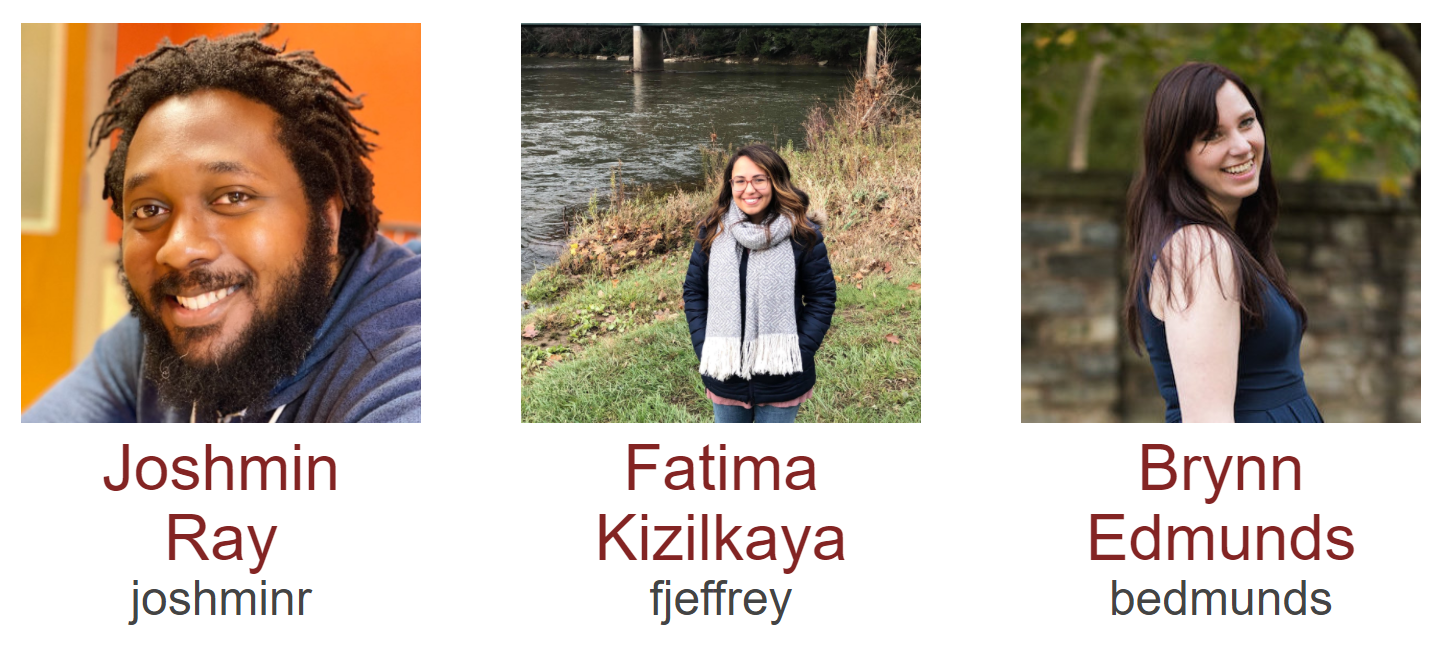 Joshmin
Ray
joshminr
Fatima
Kizilkaya
fjeffrey
Brynn
Edmunds
bedmunds